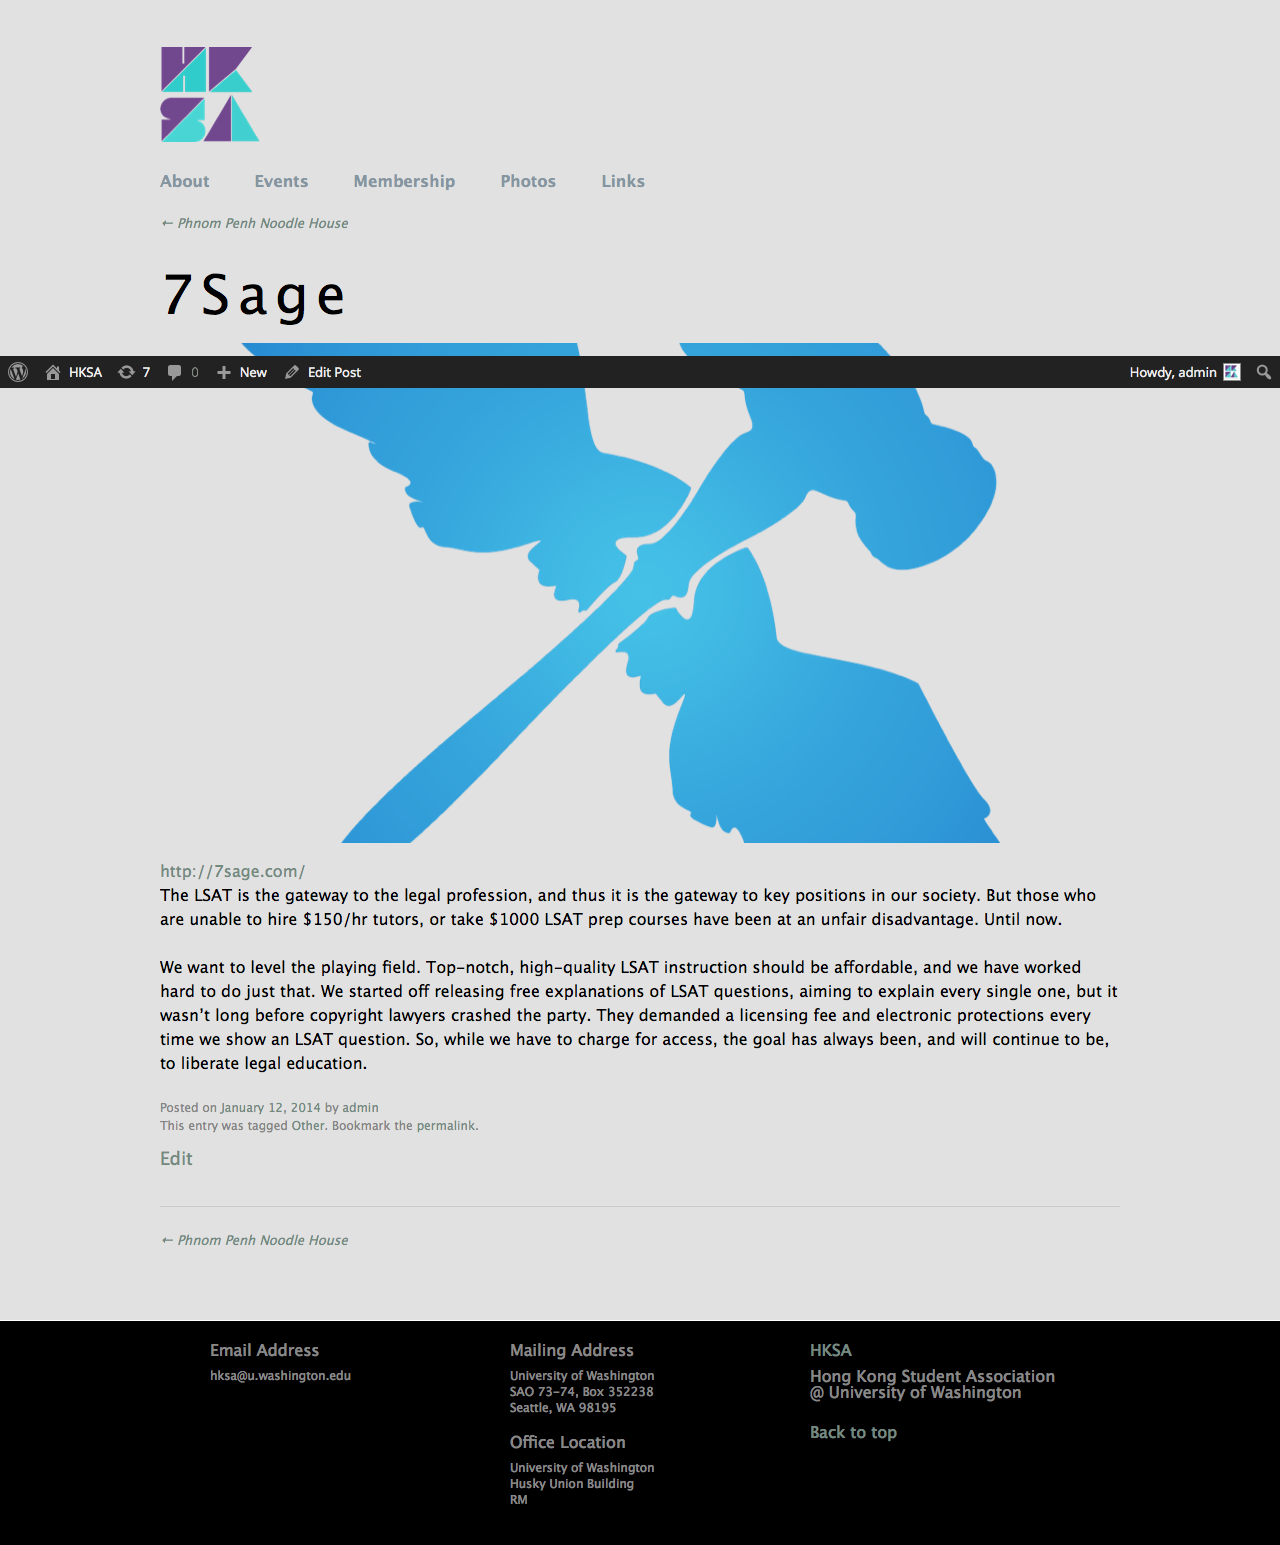 HK
SA
About Events Membership Photos Links
← Phnom Penh Noodle House
7Sage
HKSA 7 0 New Edit Post Howdy, admin
http://7sage.com/
The LSAT is the gateway to the legal profession, and thus it is the gateway to key positions in our society. But those who
are unable to hire $150/hr tutors, or take $1000 LSAT prep courses have been at an unfair disadvantage. Until now.
We want to level the playing field. Top-notch, high-quality LSAT instruction should be affordable, and we have worked
hard to do just that. We started off releasing free explanations of LSAT questions, aiming to explain every single one, but it
wasn’t long before copyright lawyers crashed the party. They demanded a licensing fee and electronic protections every
time we show an LSAT question. So, while we have to charge for access, the goal has always been, and will continue to be,
to liberate legal education.
Posted on January 12, 2014 by admin
This entry was tagged Other. Bookmark the permalink.
Edit
← Phnom Penh Noodle House
Email Address
hksa@u.washington.edu
Mailing Address
University of Washington
SAO 73-74, Box 352238
Seattle, WA 98195
Office Location
University of Washington
Husky Union Building
RM
HKSA
Hong Kong Student Association
@ University of Washington
Back to top